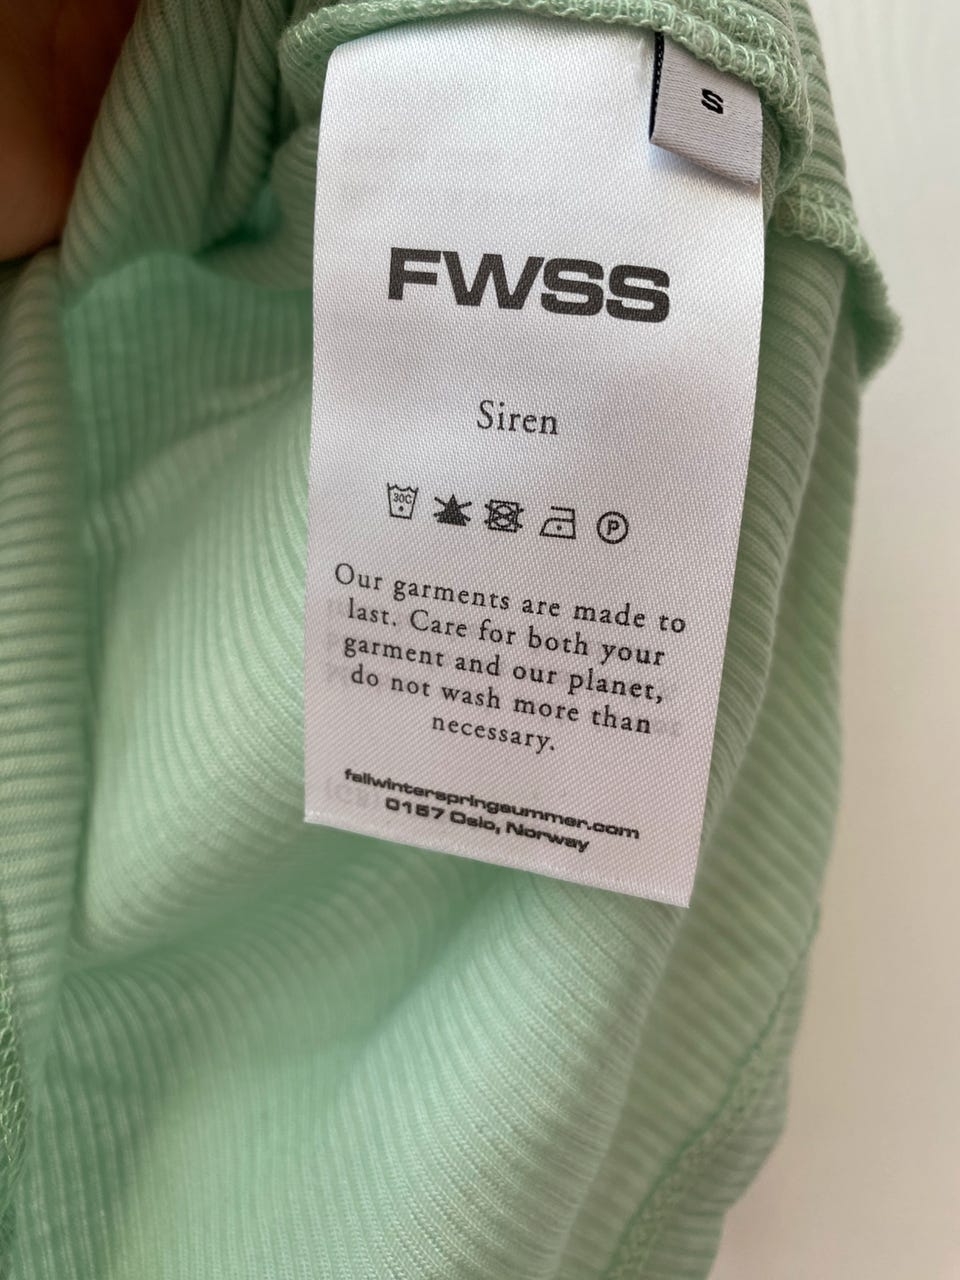 S
FWSS
Siren
30C
P
Our garments are made to
last. Care for both your
garment and our planet,
do not wash more than
necessary.
fallwinterspringsummer.com
0157 Oslo, Norway